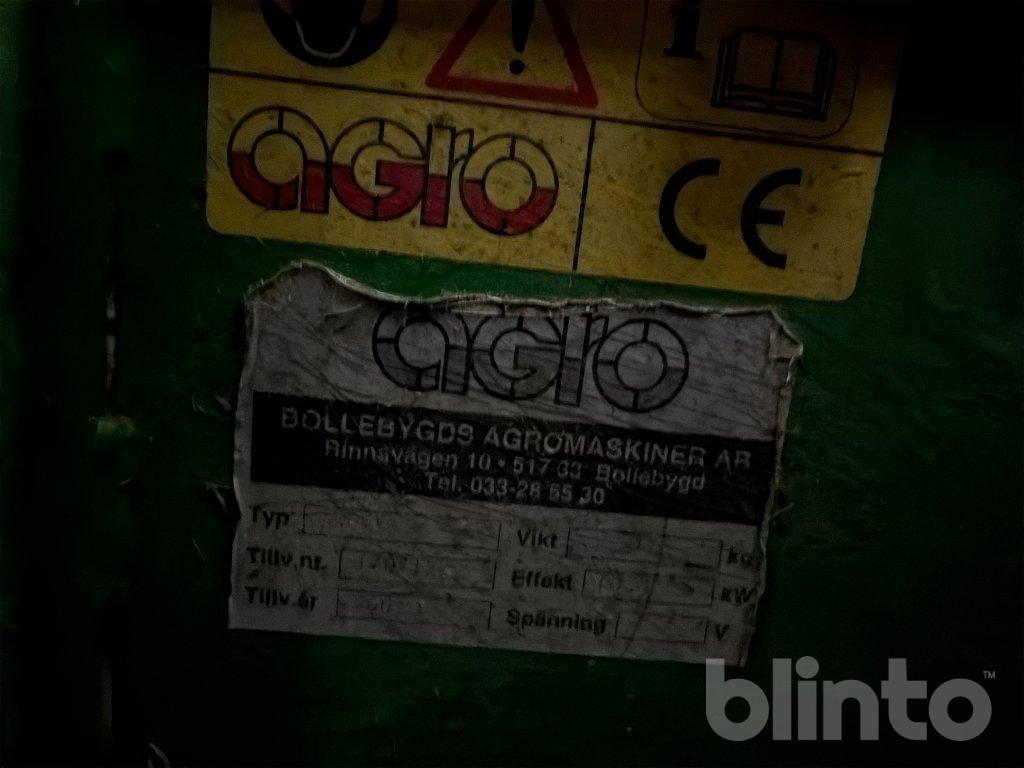 i
agro
CE
agro
BOLLEBYGDS AGROMASKINER AB
Rinnavägen 10 • 517 33 Bollebygd
Tel. 033-28 65 30
Typ Vikt kg
Tillv.nr. Effekt kW
Tillv.år Spänning V
blinto™